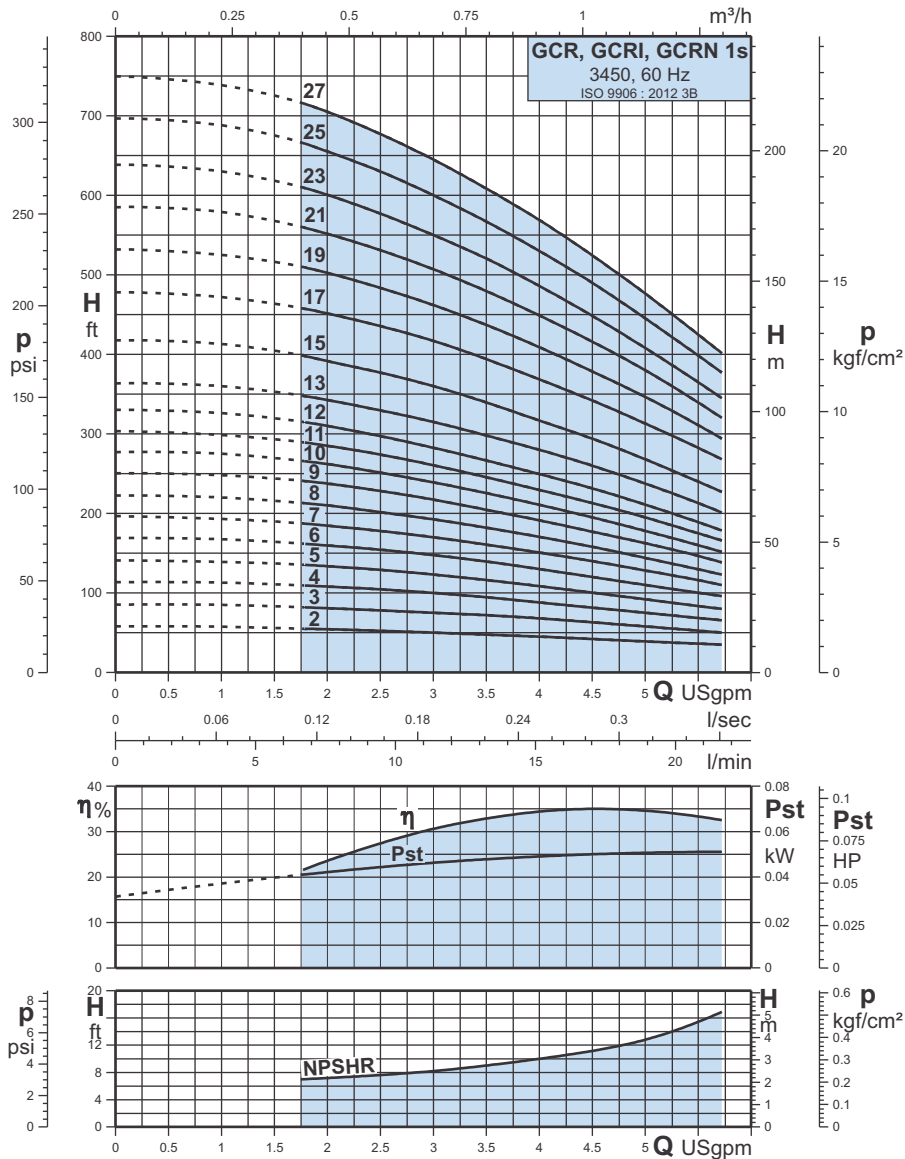 0 0.25 0.5 0.75 1 m³/h
GCR, GCRI, GCRN 1s
3450, 60 Hz
ISO 9906 : 2012 3B
800
700
600
500
400
300
200
100
0
H
ft
300
250
200
150
100
50
0
p
psi
27
25
23
21
19
17
15
13
12
11
10
9
8
7
6
5
4
3
2
200
150
100
50
0
H
m
20
15
10
5
0
p
kgf/cm²
0 0.5 1 1.5 2 2.5 3 3.5 4 4.5 5 Q USgpm
0 0.06 0.12 0.18 0.24 0.3 l/sec
0 5 10 15 20 l/min
40
η%
30
20
10
0
η
Pst
0.08
Pst
0.06
kW
0.04
0.02
0
0.1
Pst
0.075
HP
0.05
0.025
0
8
p
6
psi
4
2
0
20
H
ft
12
8
4
0
NPSHR
H
5
m
4
3
2
1
0
0.6
p
0.5
kgf/cm²
0.4
0.3
0.2
0.1
0
0 0.5 1 1.5 2 2.5 3 3.5 4 4.5 5 Q USgpm